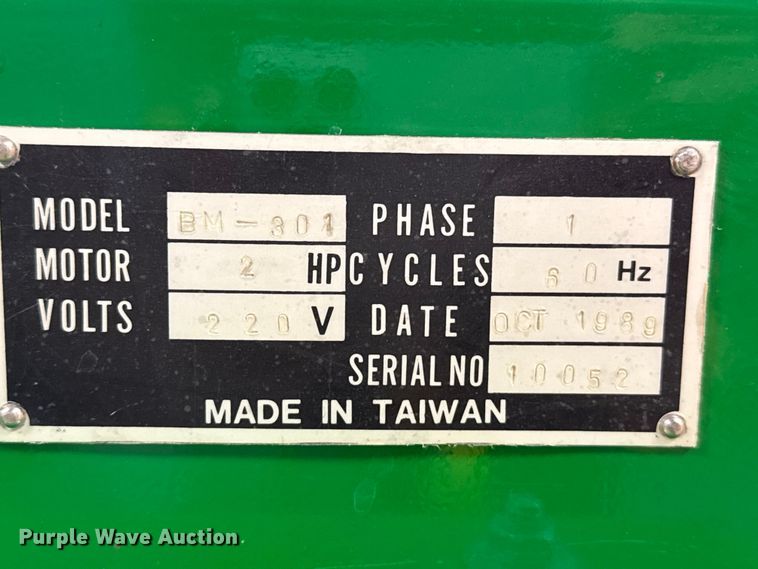 MODEL BM-301 PHASE 1
MOTOR 2 HP CYCLES 60 Hz
VOLTS 220 V DATE OCT 1989
SERIAL NO 10052
MADE IN TAIWAN
Purple Wave Auction.